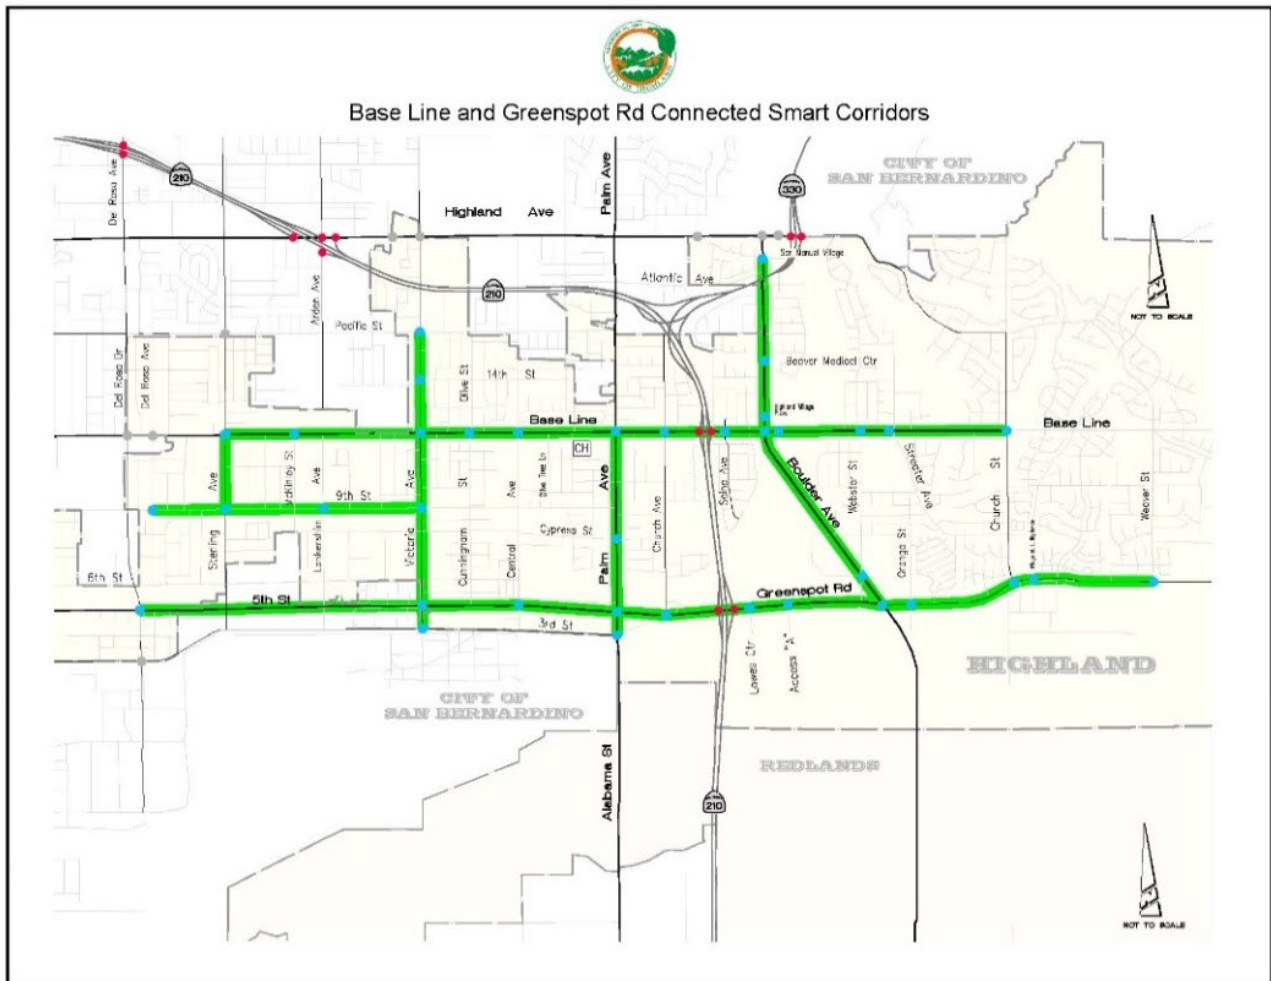 Base Line and Greenspot Rd Connected Smart Corridors
CITY OF
SAN BERNARDINO
Del Rosa Ave
210
Palm Ave
330
Highland Ave
San Manuel Village
Atlantic Ave
210
Arden Ave
NOT TO SCALE
Pacific St
Del Rosa Dr
Del Rosa Ave
Olive St
14th St
Beaver Medical Ctr
Base Line
Base Line
CH
McKinley St
Ave
Ave
Ave
St
Ave
Ave
Boulder Ave
Webster St
St
Weaver St
9th St
Cypress St
Church Ave
Church
Sterling
Lankershim
Victoria
Cunningham
Central
Palm
Orange St
6th St
5th St
Greenspot Rd
3rd St
Lowes Ctr
Access "A"
HIGHLAND
CITY OF
SAN BERNARDINO
REDLANDS
Alabama St
210
NOT TO SCALE